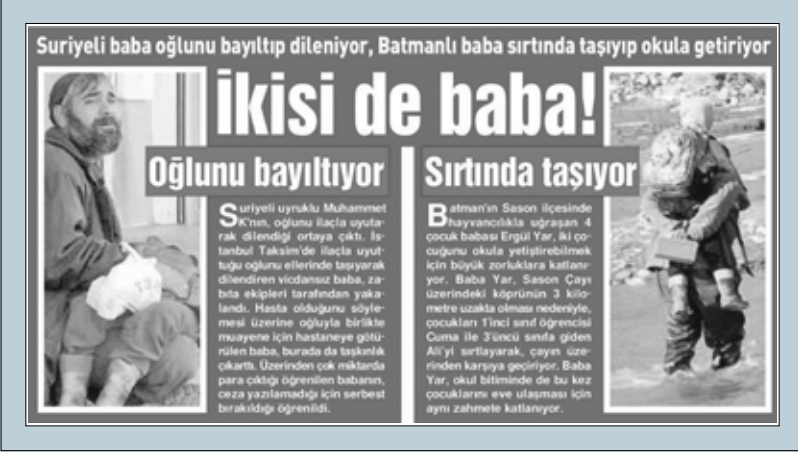 Suriyeli baba oğlunu bayıltıp dileniyor, Batmanlı baba sırtında taşıyıp okula getiriyor
İkisi de baba!
Oğlunu bayıltıyor
Suriyeli uyruklu Muhammet
K'nın, oğlunu ilaçla uyuta-
rak dilendiği ortaya çıktı. İs-
tanbul Taksim'de ilaçla uyut-
tuğu oğlunu ellerinde taşıyarak
dilendiren vicdansız baba, za-
bıta ekipleri tarafından yaka-
landı. Hasta olduğunu söyle-
mesi üzerine oğluyla birlikte
muayene için hastaneye götü-
rülen baba, burada da taşkınlık
çıkarttı. Üzerinden çok miktarda
para çıktığı öğrenilen babanın,
ceza yazılamadığı için serbest
bırakıldığı öğrenildi.
Sırtında taşıyor
Batman'ın Sason ilçesinde
hayvancılıkla uğraşan 4
çocuk babası Ergül Yar, iki ço-
cuğunu okula yetiştirebilmek
için büyük zorluklara katlanı-
yor. Baba Yar, Sason Çayı
üzerindeki köprünün 3 kilo-
metre uzakta olması nedeniyle,
çocukları 1'inci sınıf öğrencisi
Cuma ile 3'üncü sınıfa giden
Ali'yi sırtlayarak, çayın üze-
rinden karşıya geçiriyor. Baba
Yar, okul bitiminde de bu kez
çocuklarını eve ulaşması için
aynı zahmete katlanıyor.